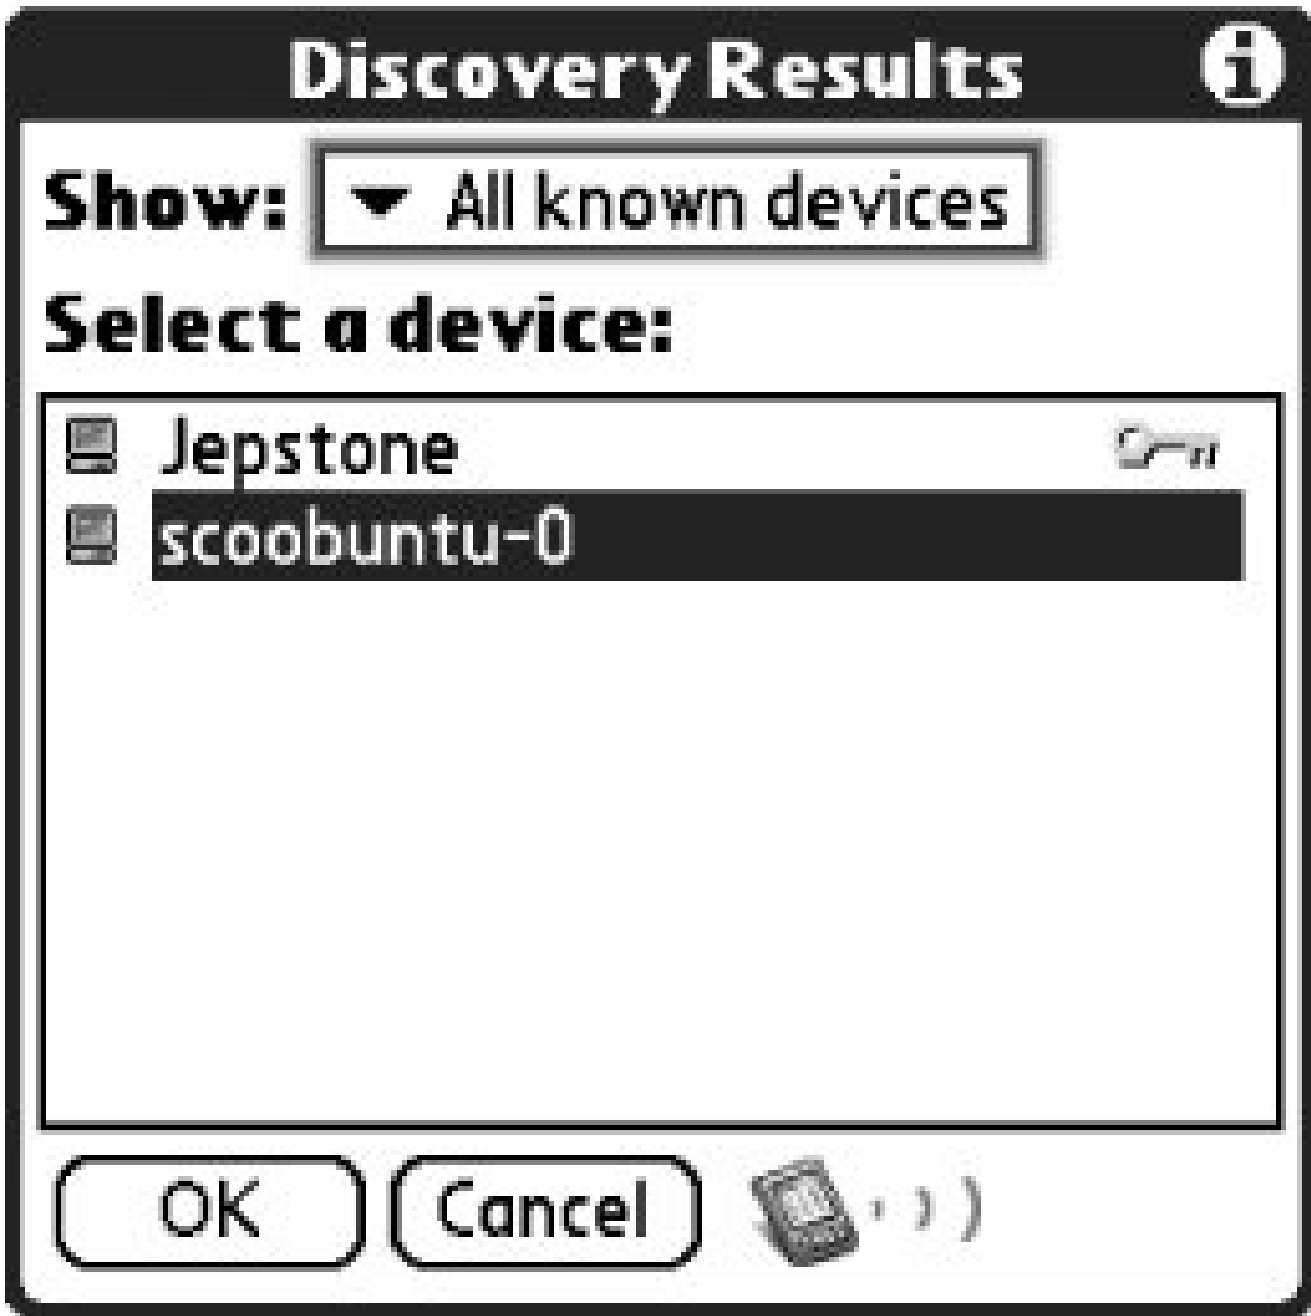 Discovery Results
Show: All known devices
Select a device:
Jepstone
scoobuntu-0
OK Cancel